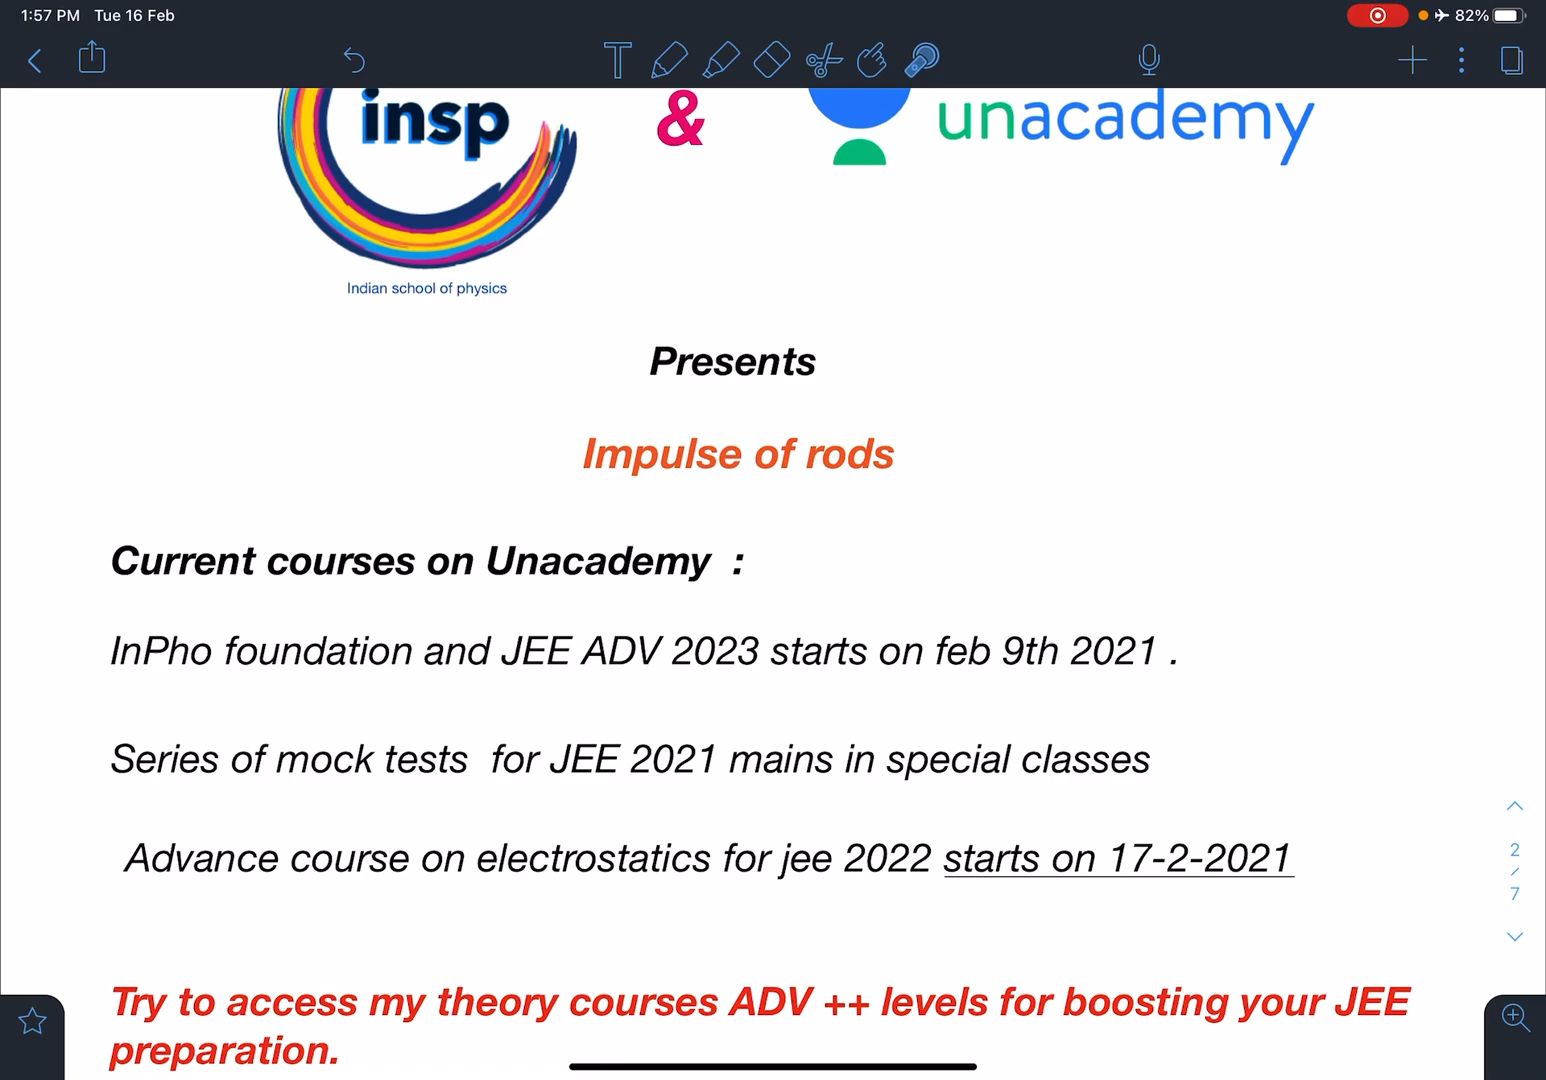 1:57 PM Tue 16 Feb 82%
insp & unacademy
Indian school of physics
Presents
Impulse of rods
Current courses on Unacademy :
InPho foundation and JEE ADV 2023 starts on feb 9th 2021 .
Series of mock tests for JEE 2021 mains in special classes
Advance course on electrostatics for jee 2022 starts on 17-2-2021
2
/
7
Try to access my theory courses ADV ++ levels for boosting your JEE
preparation.